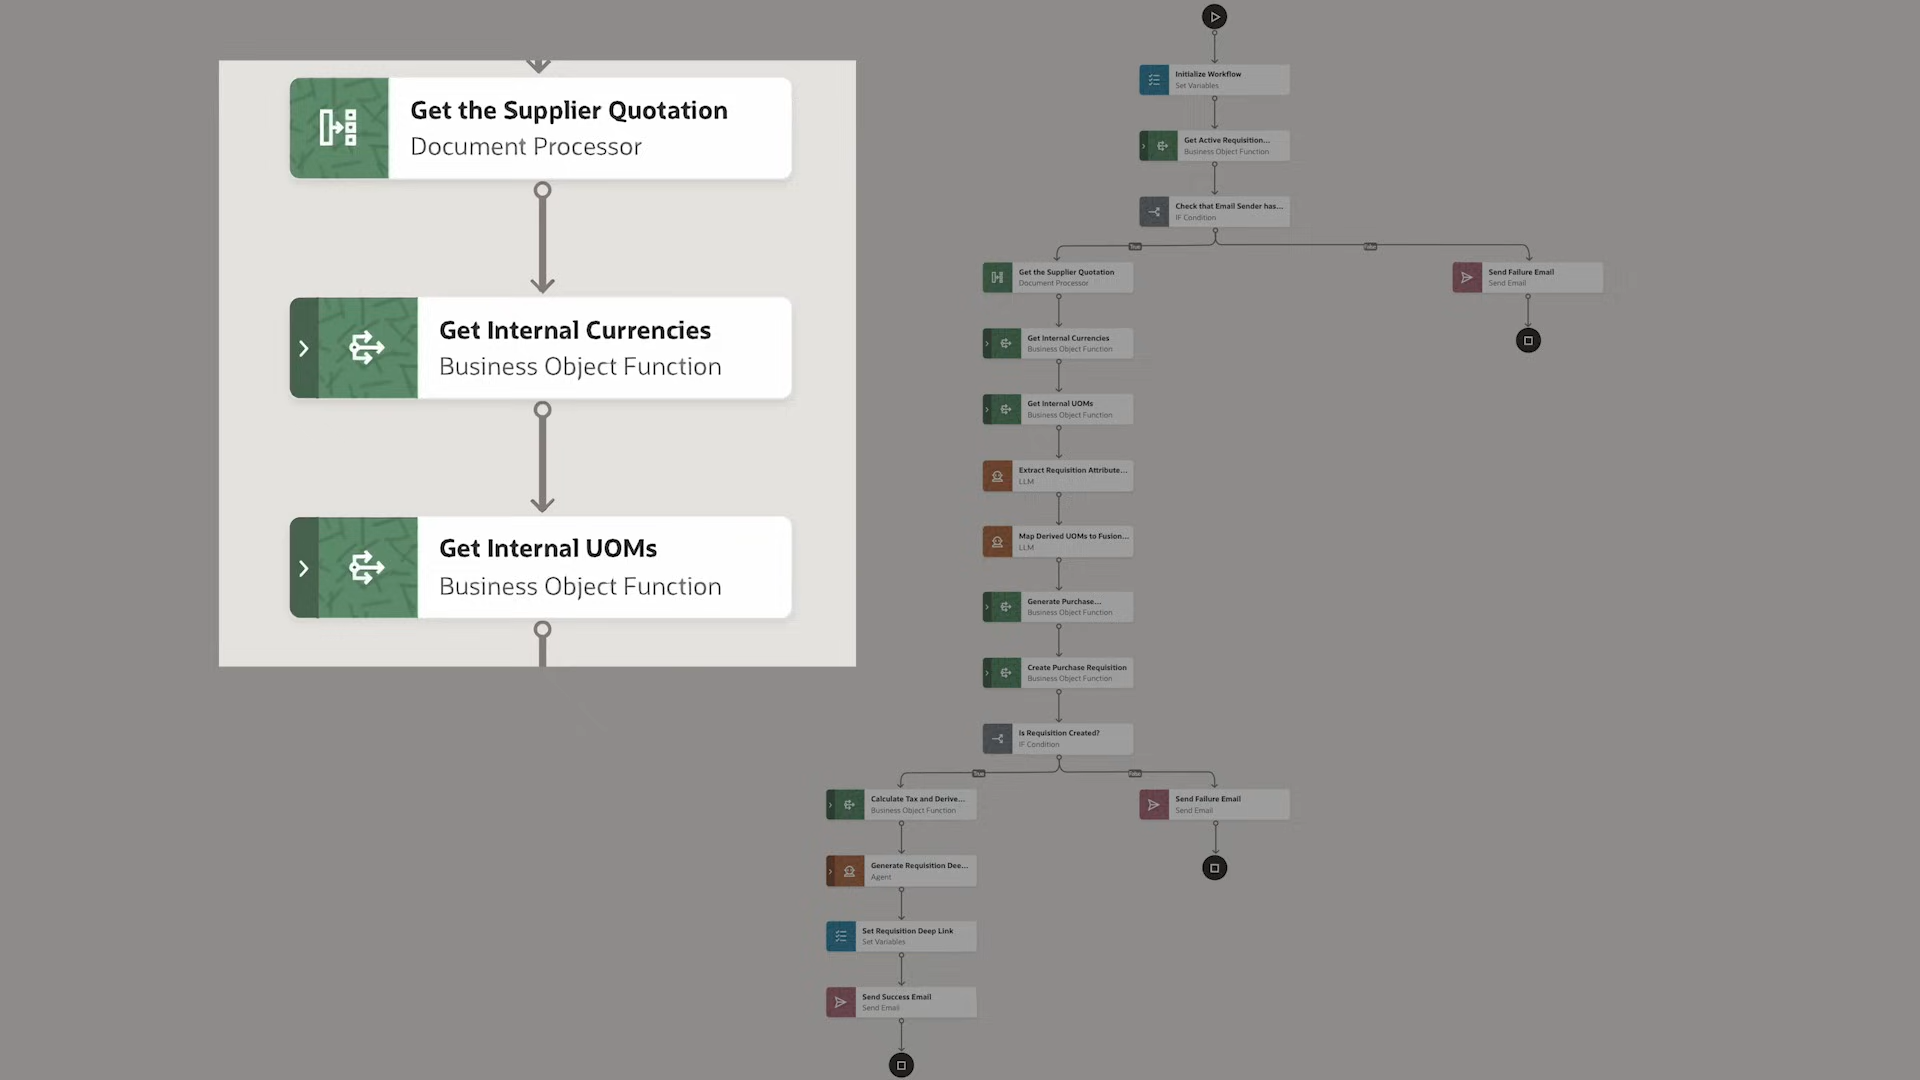 Get the Supplier Quotation
Document Processor
Get Internal Currencies
Business Object Function
Get Internal UOMs
Business Object Function
Initialize Workflow
Set Variables
Get Active Requisition...
Business Object Function
Check that Email Sender has...
IF Condition
True
False
Get the Supplier Quotation
Document Processor
Send Failure Email
Send Email
Get Internal Currencies
Business Object Function
Get Internal UOMs
Business Object Function
Extract Requisition Attribute...
LLM
Map Derived UOMs to Fusion...
LLM
Generate Purchase...
Business Object Function
Create Purchase Requisition
Business Object Function
Is Requisition Created?
IF Condition
True
False
Calculate Tax and Derive...
Business Object Function
Send Failure Email
Send Email
Generate Requisition Dee...
Agent
Set Requisition Deep Link
Set Variables
Send Success Email
Send Email